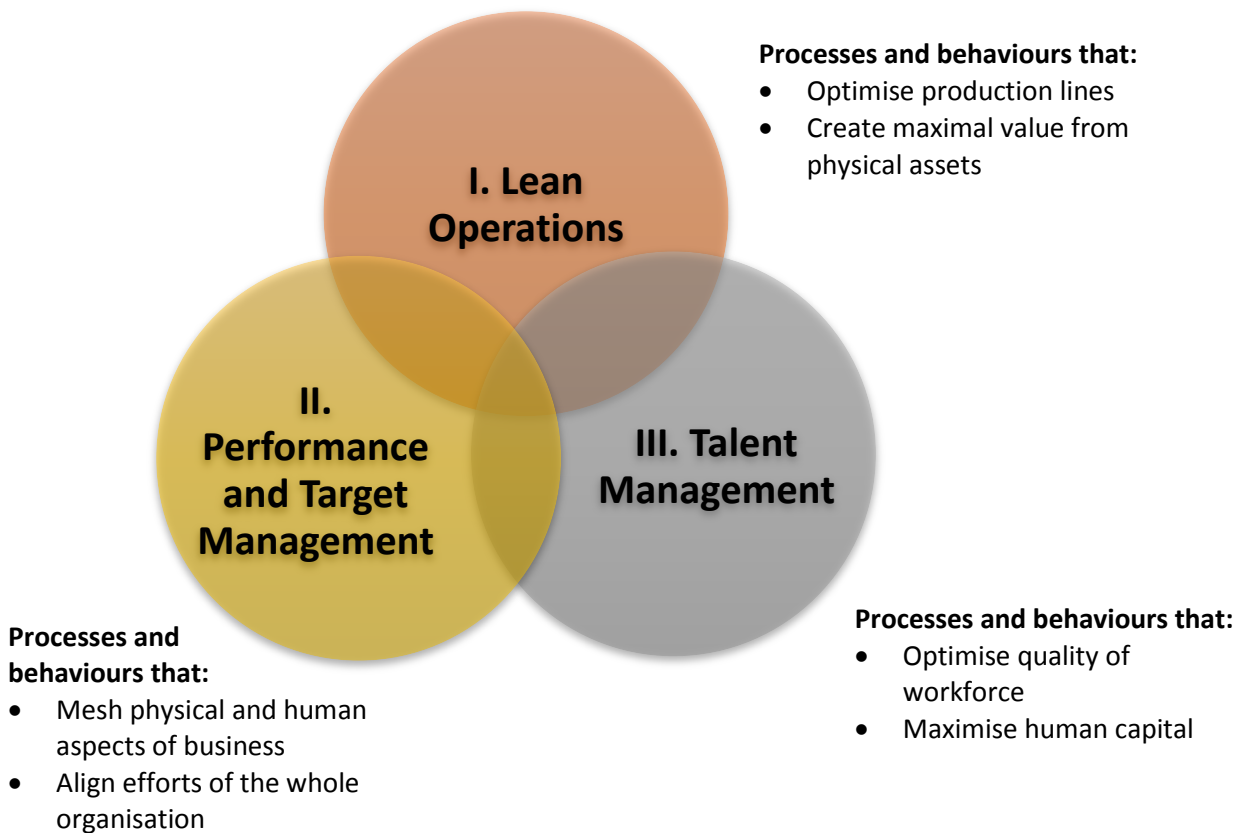 Processes and behaviours that:
• Optimise production lines
• Create maximal value from
physical assets
I. Lean
Operations
II.
Performance
and Target
Management
III. Talent
Management
Processes and
behaviours that:
• Mesh physical and human
aspects of business
• Align efforts of the whole
organisation
Processes and behaviours that:
• Optimise quality of
workforce
• Maximise human capital